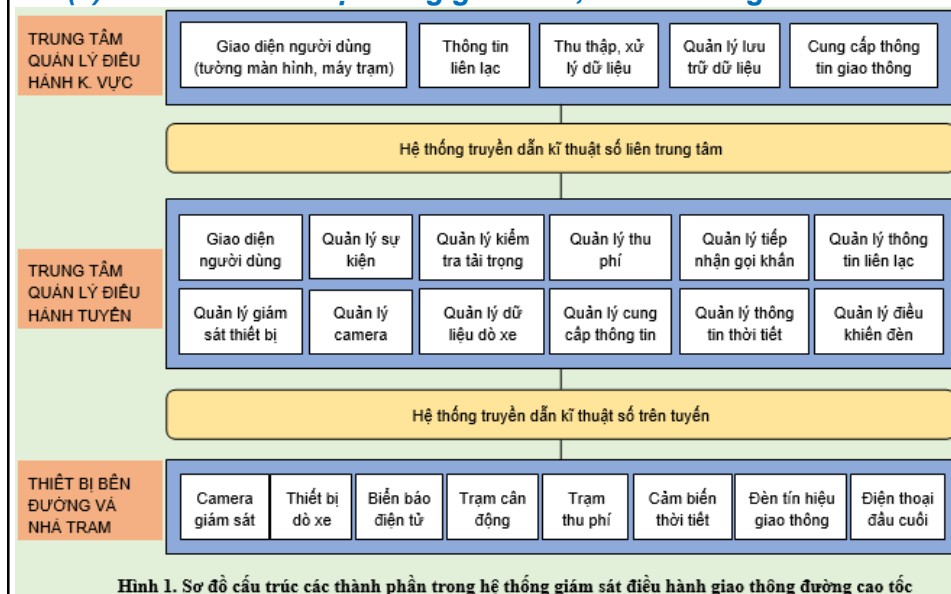 TRUNG TÂM
QUẢN LÝ ĐIỀU
HÀNH K. VỰC
Giao diện người dùng
(tường màn hình, máy trạm)
Thông tin
liên lạc
Thu thập, xử
lý dữ liệu
Quản lý lưu
trữ dữ liệu
Cung cấp thông
tin giao thông
Hệ thống truyền dẫn kĩ thuật số liên trung tâm
TRUNG TÂM
QUẢN LÝ ĐIỀU
HÀNH TUYẾN
Giao diện
người dùng
Quản lý sự
kiện
Quản lý kiểm
tra tải trọng
Quản lý thu
phí
Quản lý tiếp
nhận gọi khẩn
Quản lý thông
tin liên lạc
Quản lý giám
sát thiết bị
Quản lý
camera
Quản lý dữ
liệu dò xe
Quản lý cung
cấp thông tin
Quản lý thông
tin thời tiết
Quản lý điều
khiển đèn
Hệ thống truyền dẫn kĩ thuật số trên tuyến
THIẾT BỊ BÊN
ĐƯỜNG VÀ
NHÀ TRẠM
Camera
giám sát
Thiết bị
dò xe
Biển báo
điện tử
Trạm cân
động
Trạm
thu phí
Cảm biến
thời tiết
Đèn tín hiệu
giao thông
Điện thoại
đầu cuối
Hình 1. Sơ đồ cấu trúc các thành phần trong hệ thống giám sát điều hành giao thông đường cao tốc